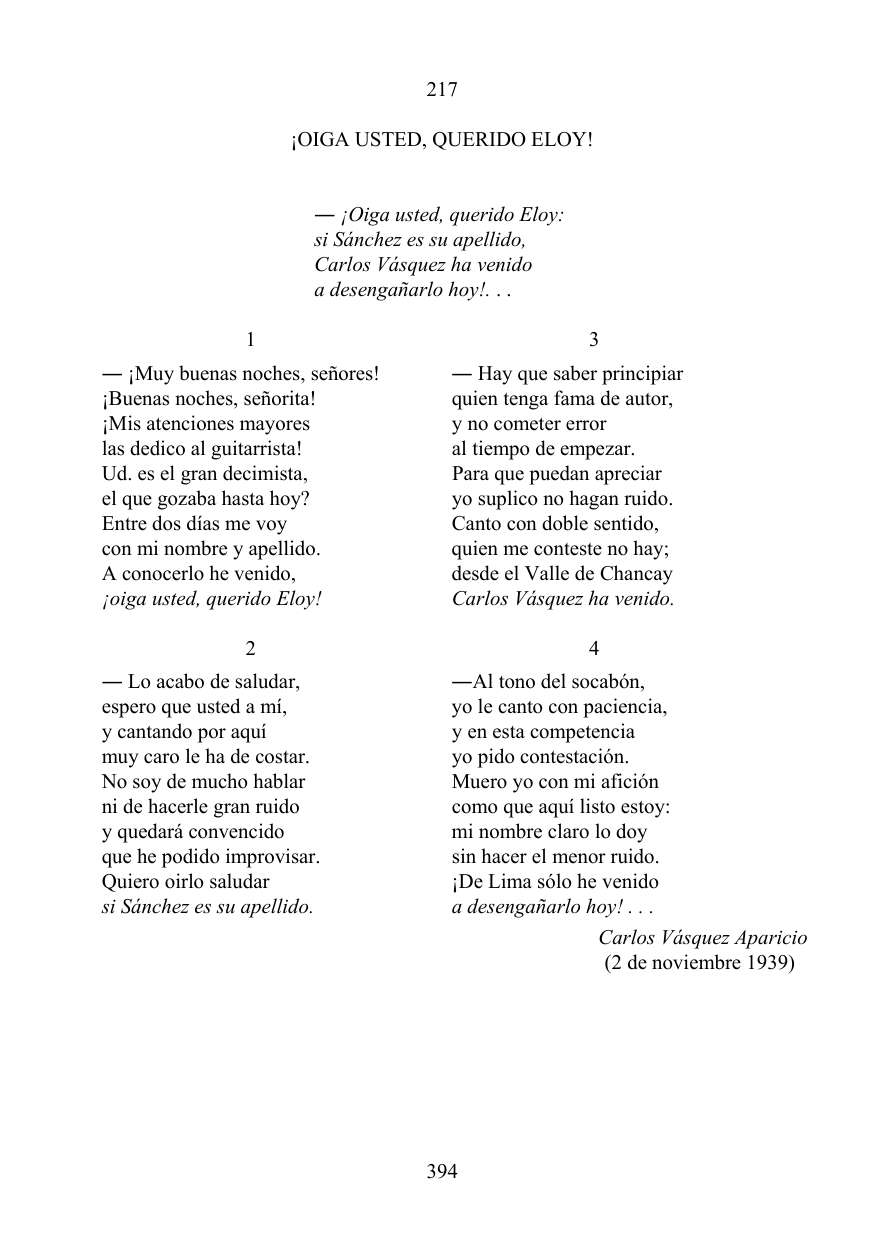 217
¡OIGA USTED, QUERIDO ELOY!
― ¡Oiga usted, querido Eloy:
si Sánchez es su apellido,
Carlos Vásquez ha venido
a desengañarlo hoy!. . .
1
― ¡Muy buenas noches, señores!
¡Buenas noches, señorita!
¡Mis atenciones mayores
las dedico al guitarrista!
Ud. es el gran decimista,
el que gozaba hasta hoy?
Entre dos días me voy
con mi nombre y apellido.
A conocerlo he venido,
¡oiga usted, querido Eloy!
2
― Lo acabo de saludar,
espero que usted a mí,
y cantando por aquí
muy caro le ha de costar.
No soy de mucho hablar
ni de hacerle gran ruido
y quedará convencido
que he podido improvisar.
Quiero oirlo saludar
si Sánchez es su apellido.
3
― Hay que saber principiar
quien tenga fama de autor,
y no cometer error
al tiempo de empezar.
Para que puedan apreciar
yo suplico no hagan ruido.
Canto con doble sentido,
quien me conteste no hay;
desde el Valle de Chancay
Carlos Vásquez ha venido.
4
―Al tono del socabón,
yo le canto con paciencia,
y en esta competencia
yo pido contestación.
Muero yo con mi afición
como que aquí listo estoy:
mi nombre claro lo doy
sin hacer el menor ruido.
¡De Lima sólo he venido
a desengañarlo hoy! . . .
Carlos Vásquez Aparicio
(2 de noviembre 1939)
394